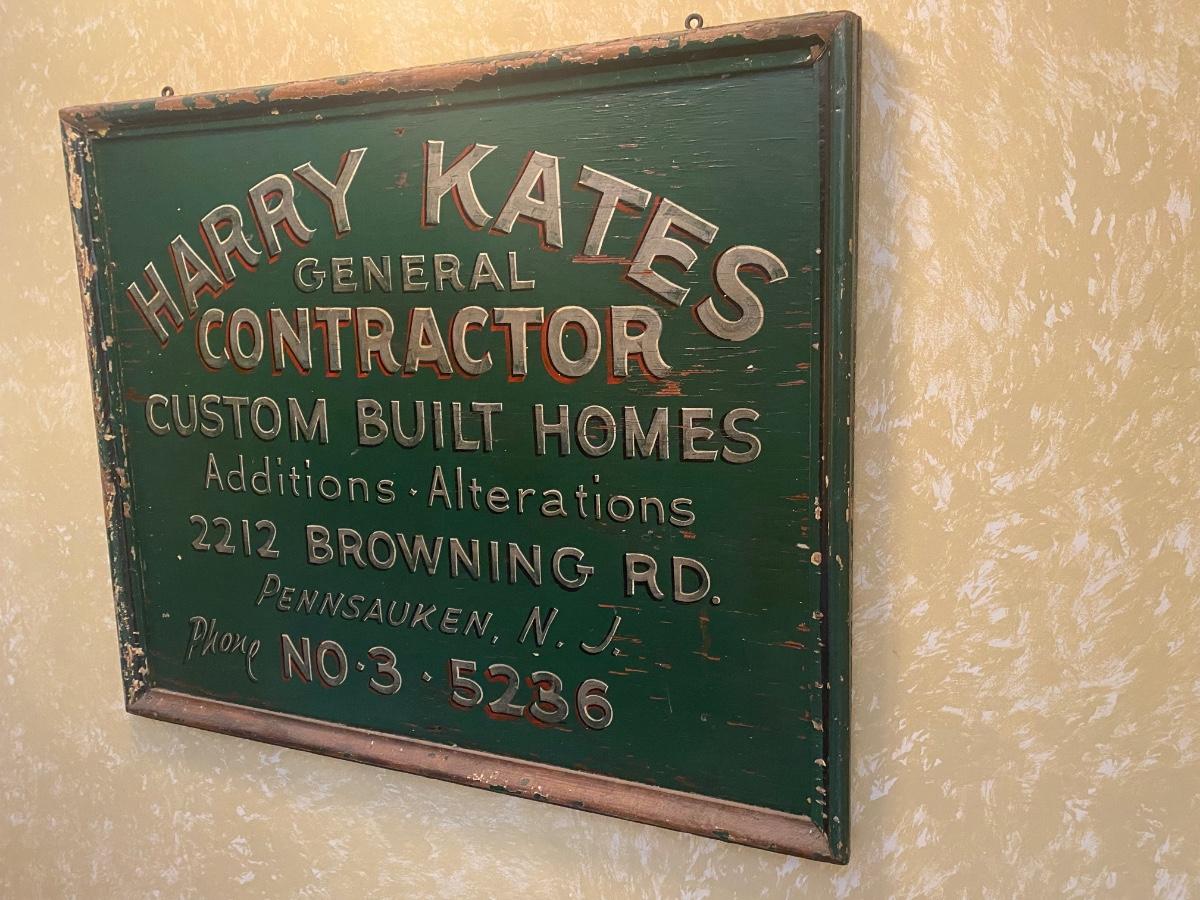 HARRY KATES
GENERAL
CONTRACTOR
CUSTOM BUILT HOMES
Additions · Alterations
2212 BROWNING RD.
PENNSAUKEN, N. J.
Phone NO·3·5236